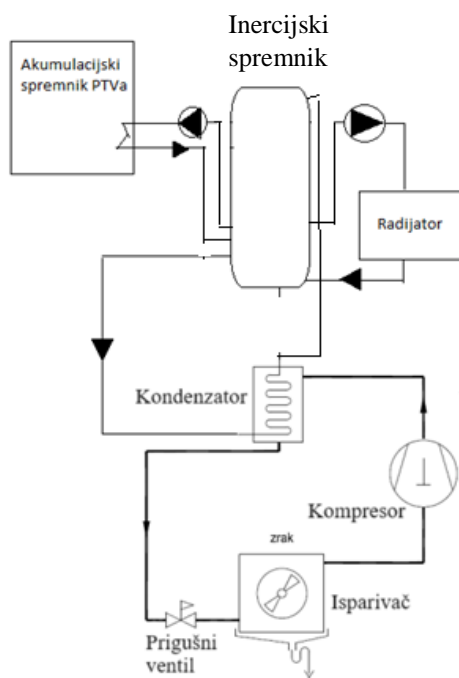 Inercijski
spremnik
Akumulacijski
spremnik PTVa
Radijator
Kondenzator
Kompresor
zrak
Isparivač
Prigušni
ventil